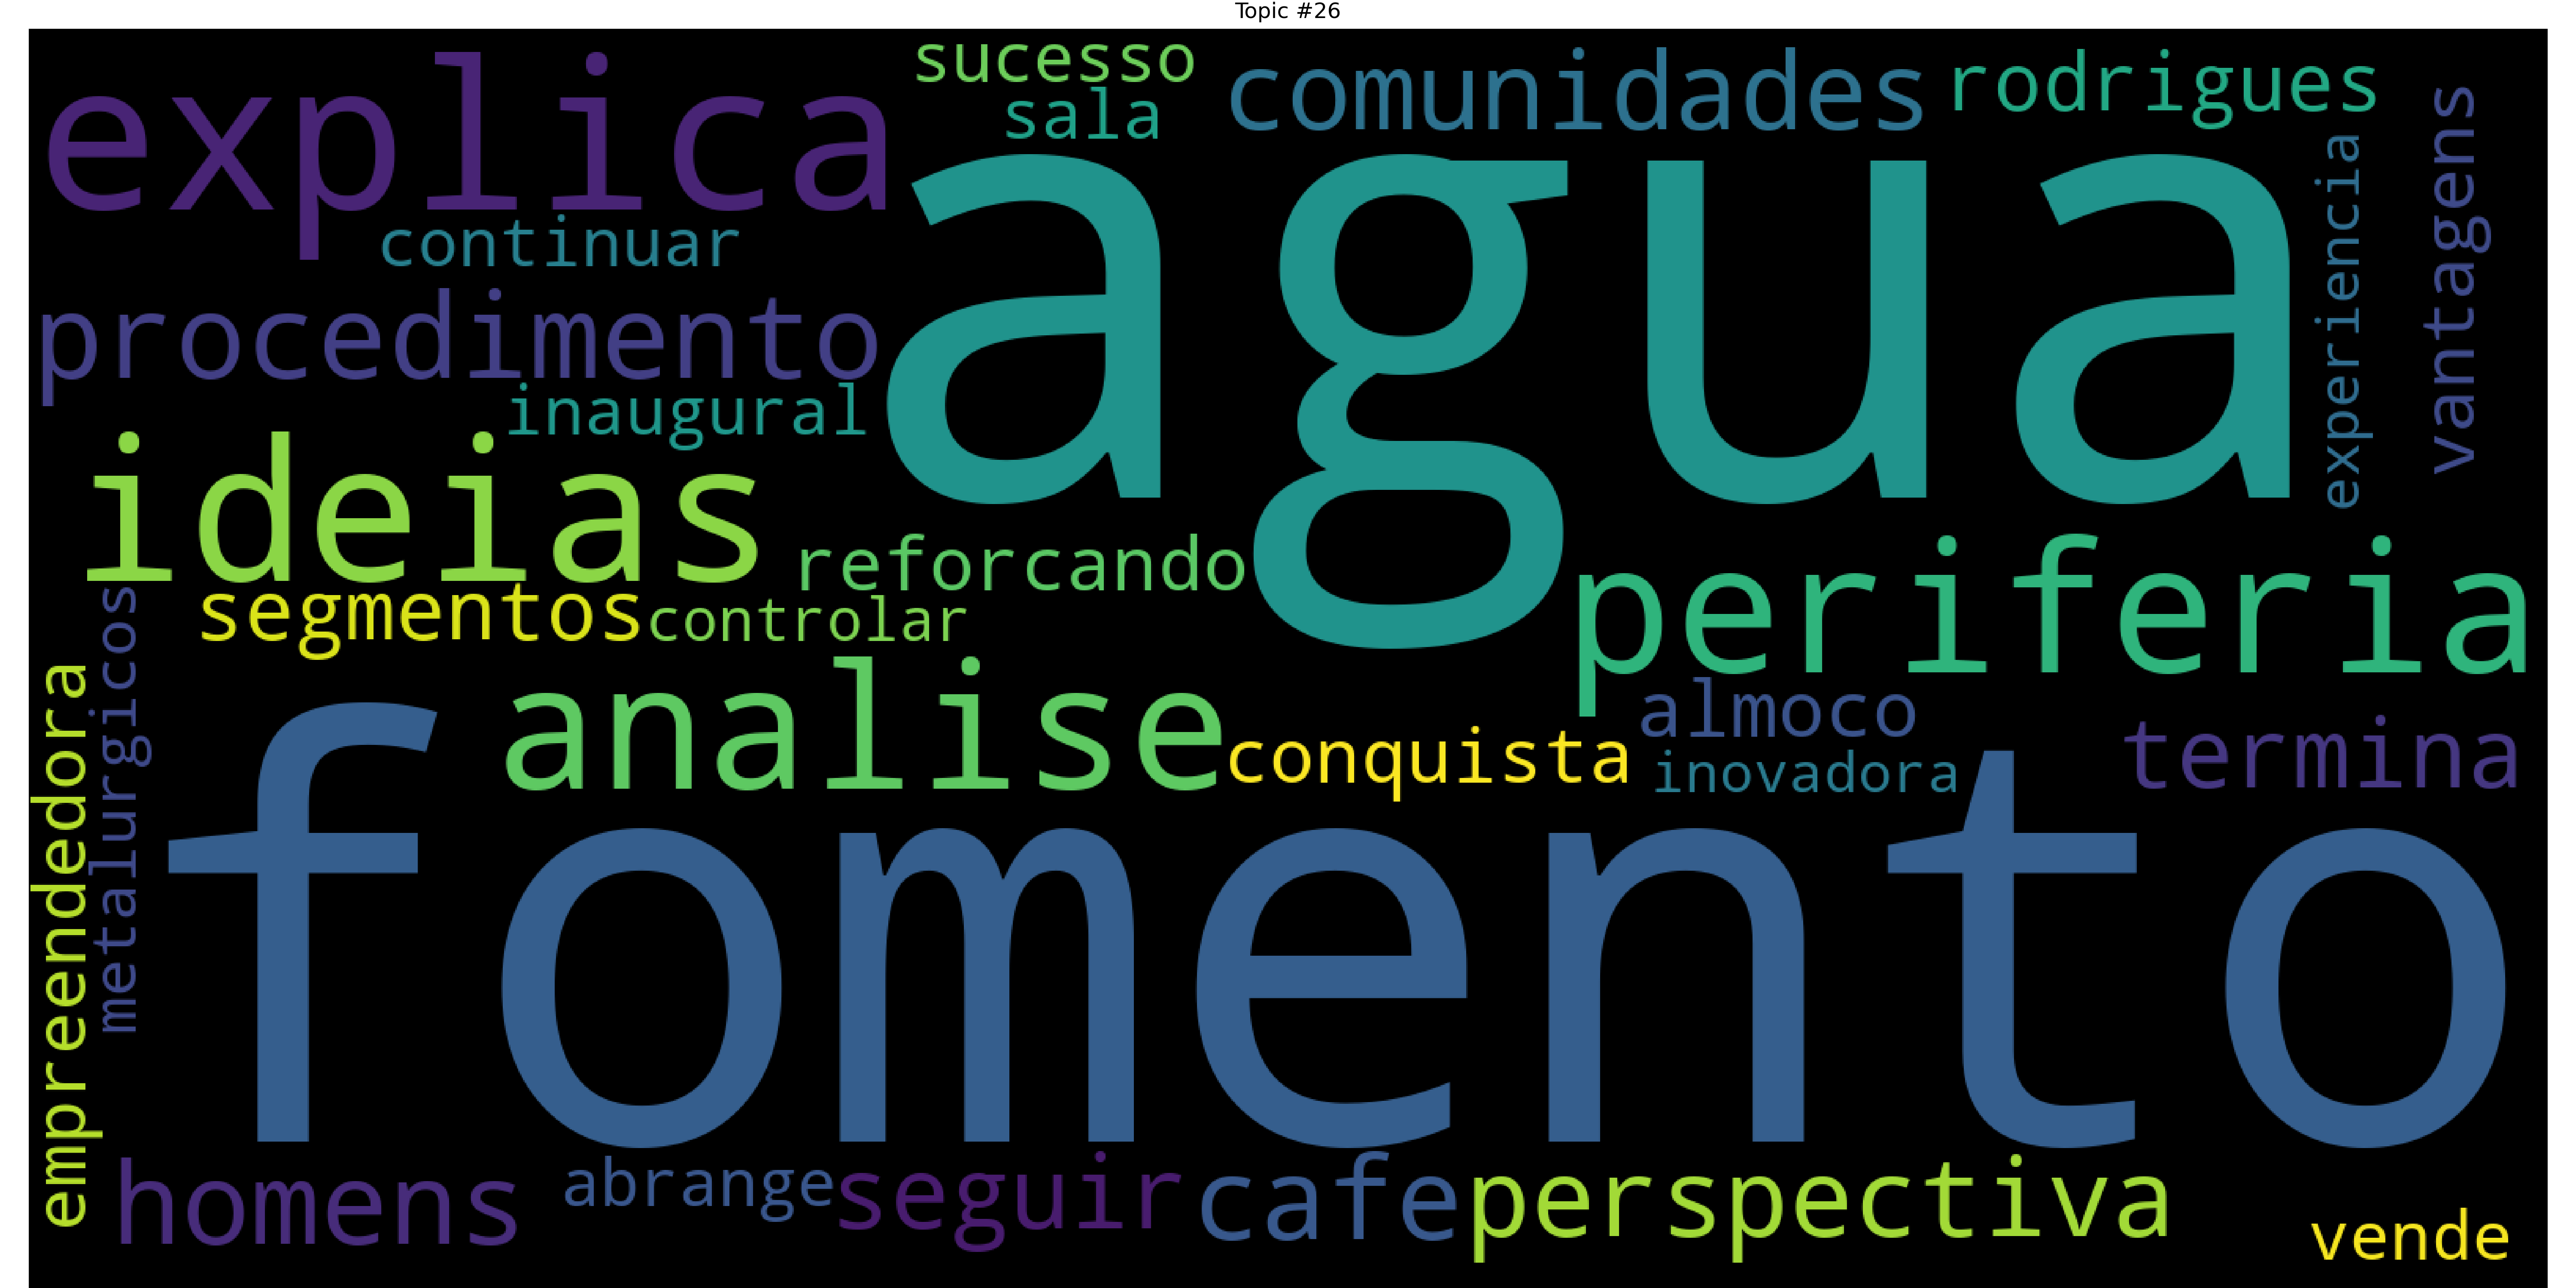 Topic #26
explica
sucesso
sala
comunidades
rodrigues
vantagens
experiencia
agua
continuar
procedimento
inaugural
ideias
reforcando
periferia
segmentos
controlar
metalurgicos
empreendedora
analise
almoco
conquista
inovadora
termina
fomento
homens
abrange
seguir
cafe
perspectiva
vende